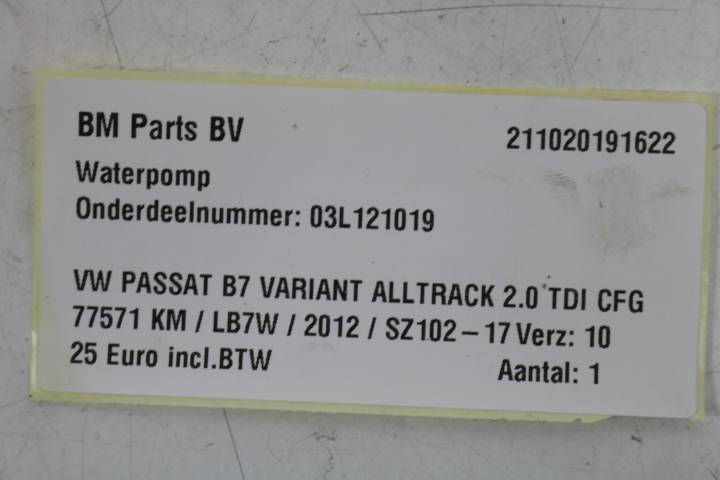 BM Parts BV 211020191622
Waterpomp
Onderdeelnummer: 03L121019
VW PASSAT B7 VARIANT ALLTRACK 2.0 TDI CFG
77571 KM / LB7W / 2012 / SZ102-17 Verz: 10
25 Euro incl.BTW Aantal: 1